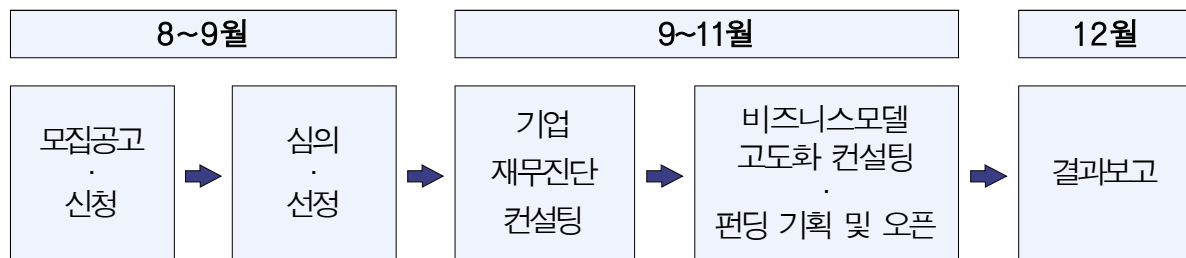 8~9월
9~11월
12월
모집공고
·
신청
심의
·
선정
기업
재무진단
컨설팅
비즈니스모델
고도화 컨설팅
·
펀딩 기획 및 오픈
결과보고